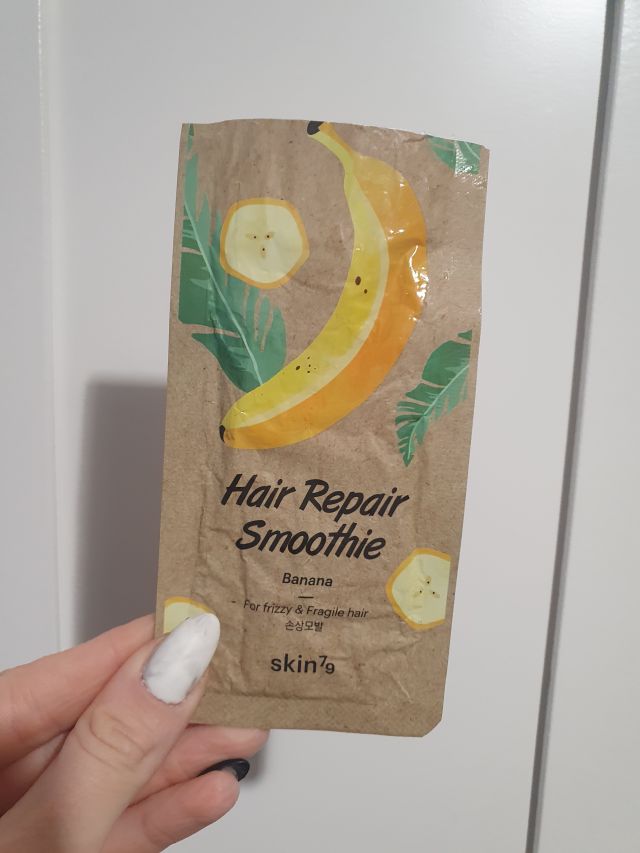 Hair Repair
Smoothie
Banana
- For frizzy & Fragile hair
손상모발
skin79